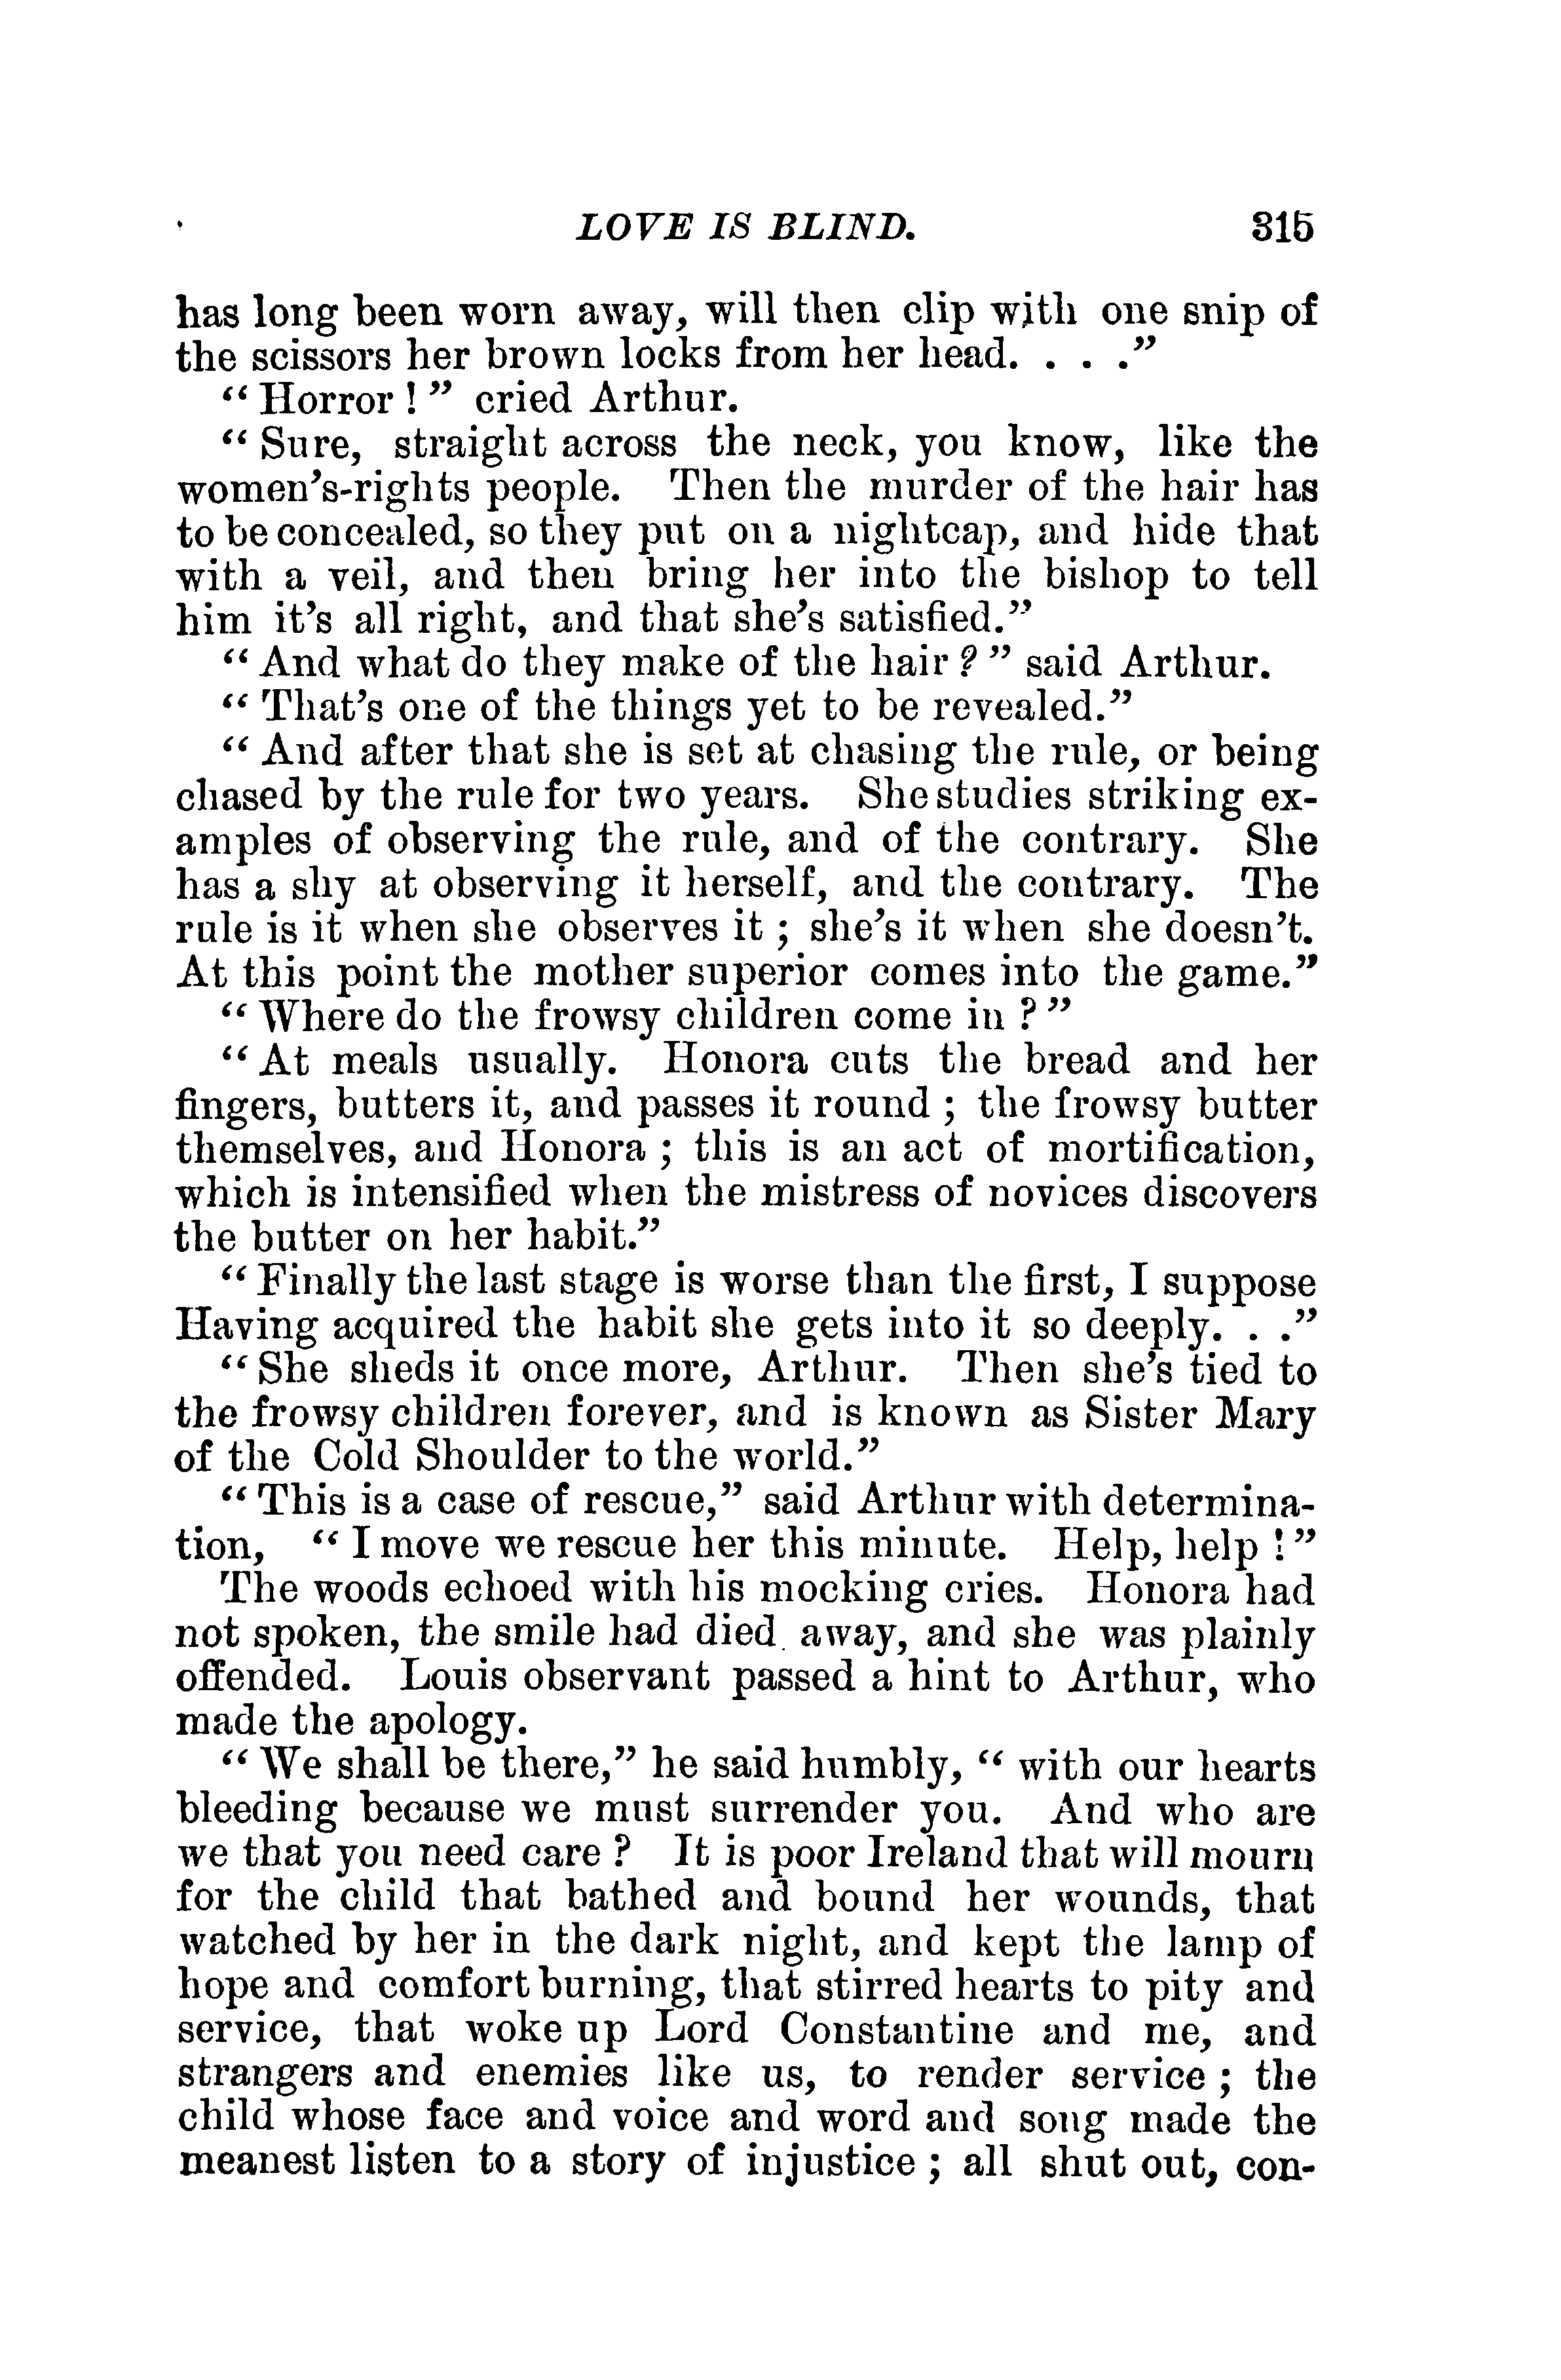 LOVE IS BLIND. 315
has long been worn away, will then clip with one snip of
the scissors her brown locks from her head. . . .”
“ Horror ! ” cried Arthur.
“ Sure, straight across the neck, you know, like the
women’s-rights people. Then the murder of the hair has
to be concealed, so they put on a nightcap, and hide that
with a veil, and then bring her into the bishop to tell
him it’s all right, and that she’s satisfied.”
“ And what do they make of the hair ? ” said Arthur.
“ That’s one of the things yet to be revealed.”
“ And after that she is set at chasing the rule, or being
chased by the rule for two years. She studies striking ex-
amples of observing the rule, and of the contrary. She
has a shy at observing it herself, and the contrary. The
rule is it when she observes it ; she’s it when she doesn’t.
At this point the mother superior comes into the game.”
“ Where do the frowsy children come in ? ”
“ At meals usually. Honora cuts the bread and her
fingers, butters it, and passes it round ; the frowsy butter
themselves, and Honora ; this is an act of mortification,
which is intensified when the mistress of novices discovers
the butter on her habit.”
“ Finally the last stage is worse than the first, I suppose
Having acquired the habit she gets into it so deeply. . .”
“ She sheds it once more, Arthur. Then she’s tied to
the frowsy children forever, and is known as Sister Mary
of the Cold Shoulder to the world.”
“ This is a case of rescue,” said Arthur with determina-
tion, “ I move we rescue her this minute. Help, help ! ”
The woods echoed with his mocking cries. Honora had
not spoken, the smile had died away, and she was plainly
offended. Louis observant passed a hint to Arthur, who
made the apology.
“ We shall be there,” he said humbly, “ with our hearts
bleeding because we must surrender you. And who are
we that you need care ? It is poor Ireland that will mourn
for the child that bathed and bound her wounds, that
watched by her in the dark night, and kept the lamp of
hope and comfort burning, that stirred hearts to pity and
service, that woke up Lord Constantine and me, and
strangers and enemies like us, to render service ; the
child whose face and voice and word and song made the
meanest listen to a story of injustice ; all shut out, con-